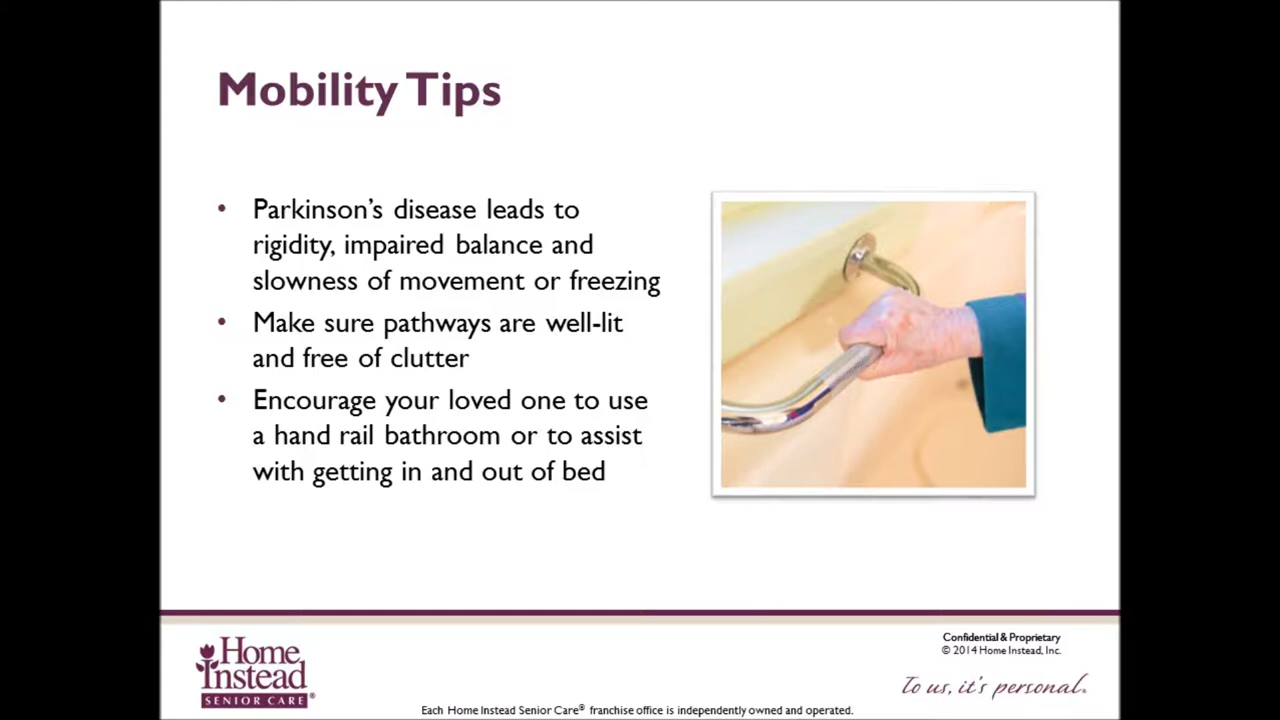 Mobility Tips
• Parkinson’s disease leads to
rigidity, impaired balance and
slowness of movement or freezing
• Make sure pathways are well-lit
and free of clutter
• Encourage your loved one to use
a hand rail bathroom or to assist
with getting in and out of bed
Home
Instead
SENIOR CARE®
Confidential & Proprietary
© 2014 Home Instead, Inc.
To us, it's personal.
Each Home Instead Senior Care® franchise office is independently owned and operated.